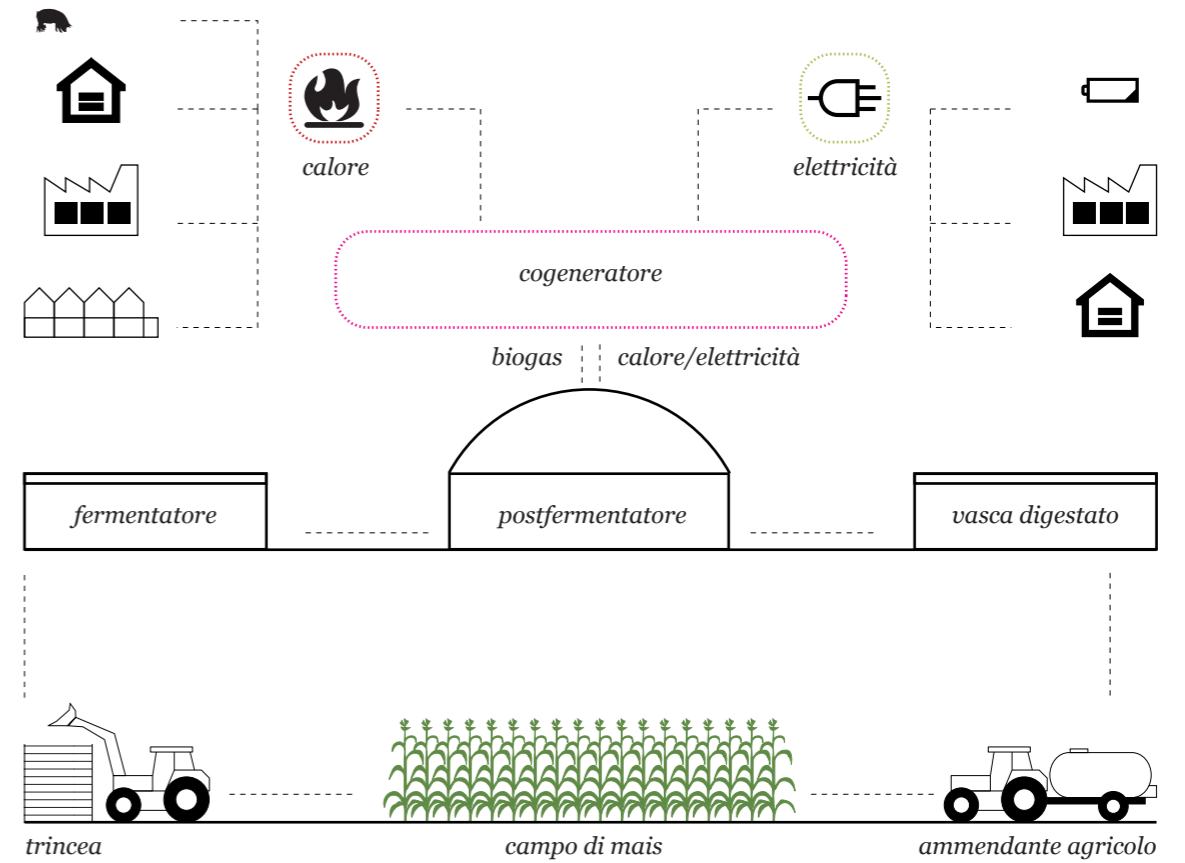 calore
elettricità
cogeneratore
biogas
calore/elettricità
fermentatore
postfermentatore
vasca digestato
trincea
campo di mais
ammendante agricolo